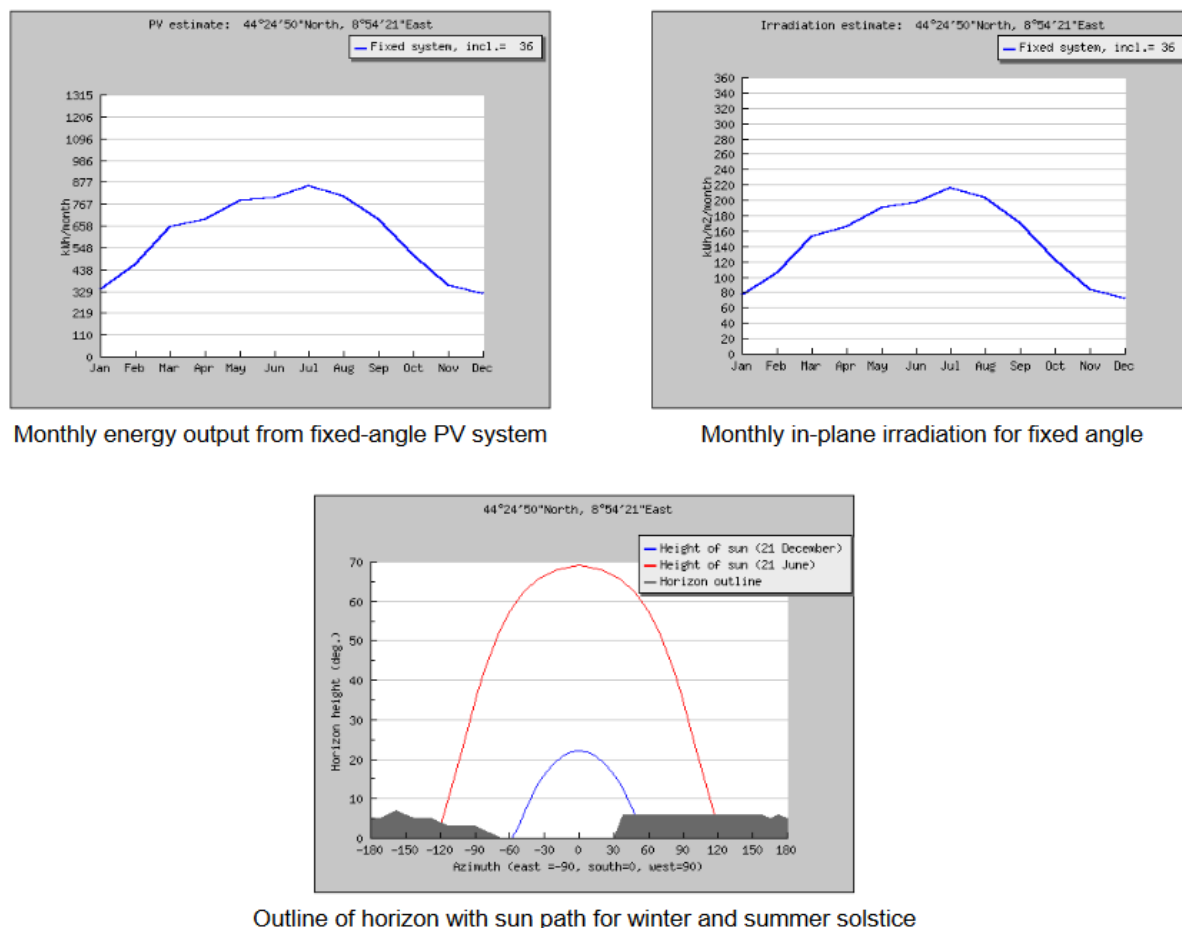 PV estimate: 44°24'50"North, 8°54'21"East
Fixed system, incl.= 36
1315
1206
1096
986
877
767
658
548
438
329
219
110
0
kWh/month
Jan Feb Mar Apr May Jun Jul Aug Sep Oct Nov Dec
Monthly energy output from fixed-angle PV system
Irradiation estimate: 44°24'50"North, 8°54'21"East
Fixed system, incl.= 36
360
340
320
300
280
260
240
220
200
180
160
140
120
100
80
60
40
20
0
kWh/m2/month
Jan Feb Mar Apr May Jun Jul Aug Sep Oct Nov Dec
Monthly in-plane irradiation for fixed angle
44°24'50"North, 8°54'21"East
Height of sun (21 December)
Height of sun (21 June)
Horizon outline
70
60
50
40
30
20
10
0
Horizon height (deg.)
-180 -150 -120 -90 -60 -30 0 30 60 90 120 150 180
Azimuth (east =-90, south=0, west=90)
Outline of horizon with sun path for winter and summer solstice